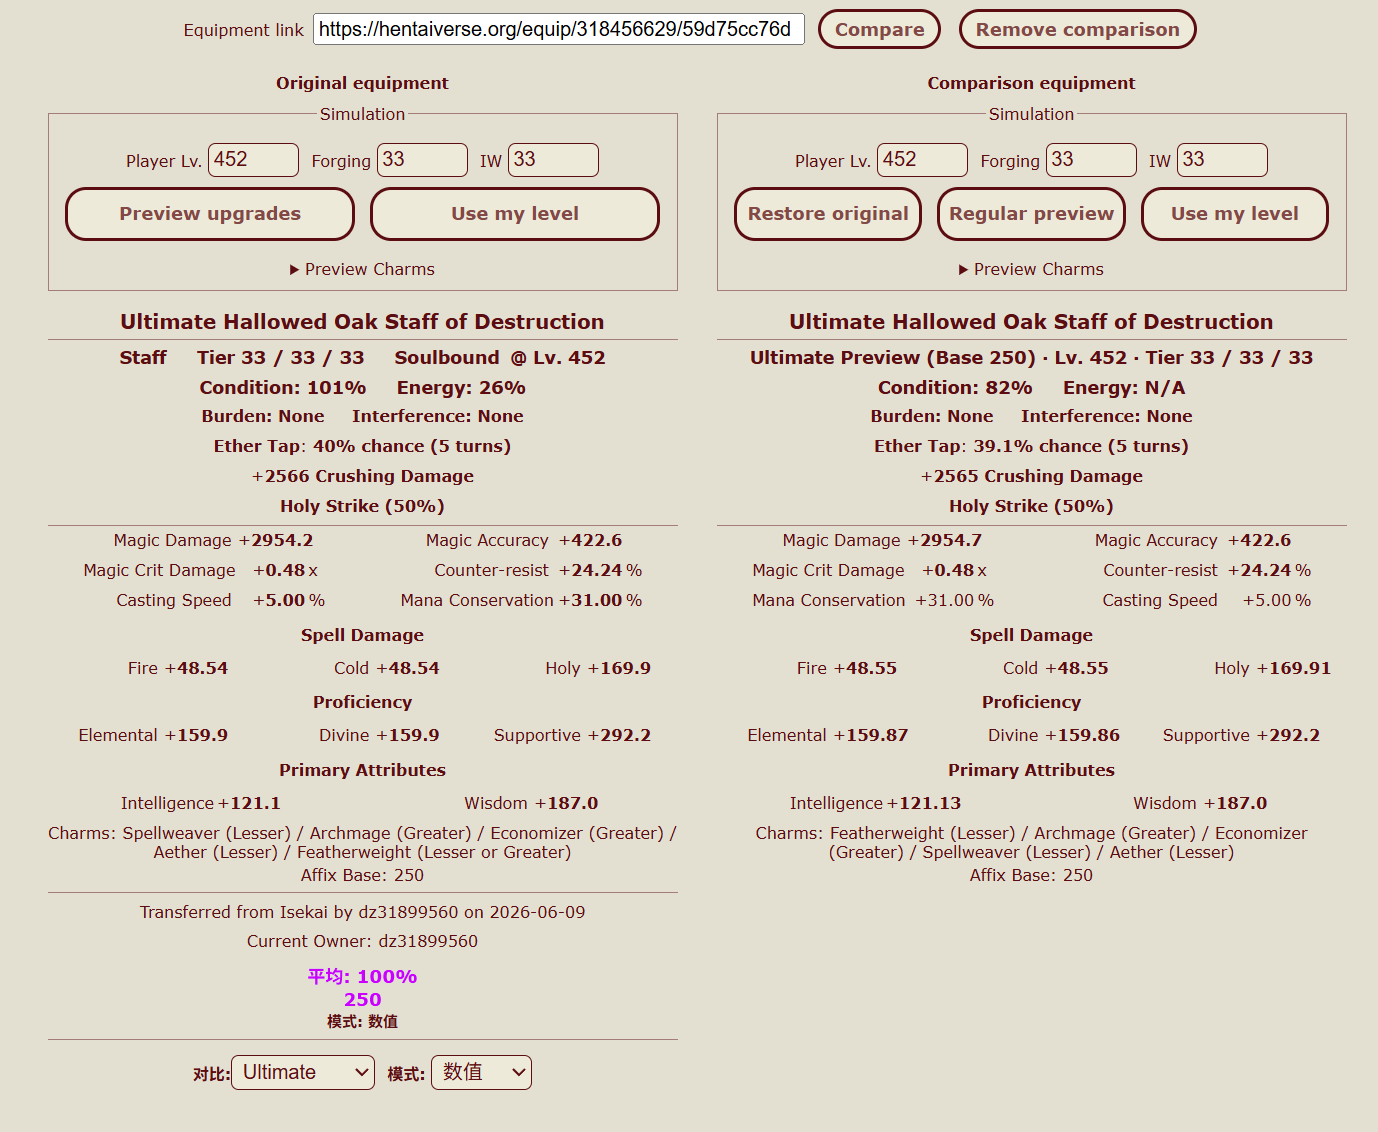 Equipment link https://hentaiverse.org/equip/318456629/59d75cc76d Compare Remove comparison
Original equipment
Simulation
Player Lv. 452 Forging 33 IW 33
Preview upgrades Use my level
▶ Preview Charms
Ultimate Hallowed Oak Staff of Destruction
Staff Tier 33 / 33 / 33 Soulbound @ Lv. 452
Condition: 101% Energy: 26%
Burden: None Interference: None
Ether Tap: 40% chance (5 turns)
+2566 Crushing Damage
Holy Strike (50%)
Magic Damage +2954.2 Magic Accuracy +422.6
Magic Crit Damage +0.48 x Counter-resist +24.24 %
Casting Speed +5.00 % Mana Conservation +31.00 %
Spell Damage
Fire +48.54 Cold +48.54 Holy +169.9
Proficiency
Elemental +159.9 Divine +159.9 Supportive +292.2
Primary Attributes
Intelligence +121.1 Wisdom +187.0
Charms: Spellweaver (Lesser) / Archmage (Greater) / Economizer (Greater) /
Aether (Lesser) / Featherweight (Lesser or Greater)
Affix Base: 250
Transferred from Isekai by dz31899560 on 2026-06-09
Current Owner: dz31899560
平均: 100%
250
模式: 数值
对比: Ultimate 模式: 数值
Comparison equipment
Simulation
Player Lv. 452 Forging 33 IW 33
Restore original Regular preview Use my level
▶ Preview Charms
Ultimate Hallowed Oak Staff of Destruction
Ultimate Preview (Base 250) · Lv. 452 · Tier 33 / 33 / 33
Condition: 82% Energy: N/A
Burden: None Interference: None
Ether Tap: 39.1% chance (5 turns)
+2565 Crushing Damage
Holy Strike (50%)
Magic Damage +2954.7 Magic Accuracy +422.6
Magic Crit Damage +0.48 x Counter-resist +24.24 %
Mana Conservation +31.00 % Casting Speed +5.00 %
Spell Damage
Fire +48.55 Cold +48.55 Holy +169.91
Proficiency
Elemental +159.87 Divine +159.86 Supportive +292.2
Primary Attributes
Intelligence +121.13 Wisdom +187.0
Charms: Featherweight (Lesser) / Archmage (Greater) / Economizer
(Greater) / Spellweaver (Lesser) / Aether (Lesser)
Affix Base: 250